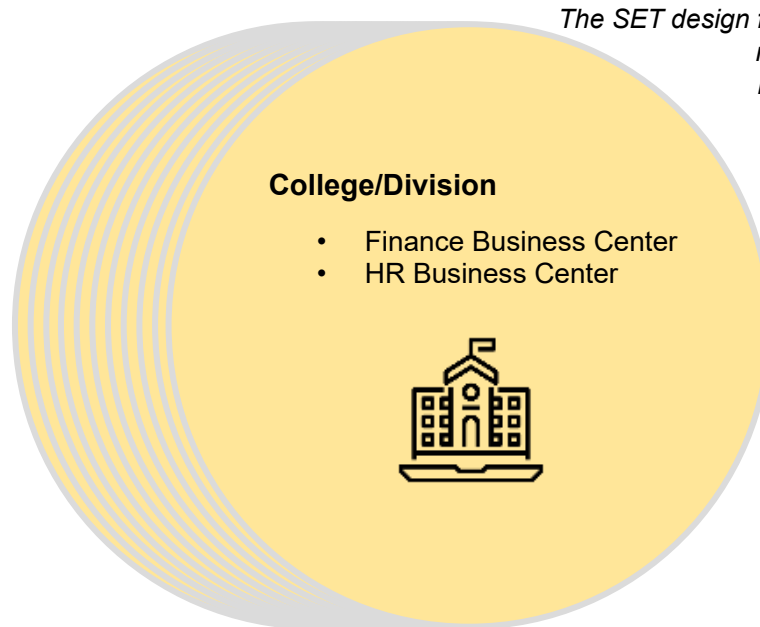 The SET design
College/Division
• Finance Business Center
• HR Business Center